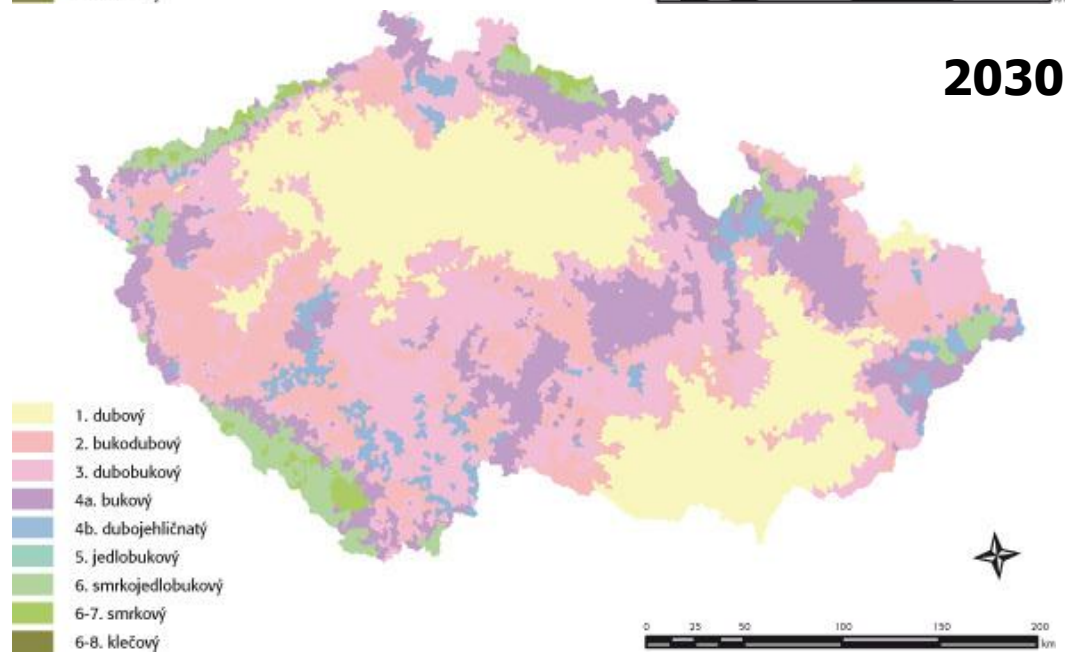 2030
1. dubový
2. bukodubový
3. dubobukový
4a. bukový
4b. dubojehličnatý
5. jedlobukový
6. smrkojedlobukový
6-7. smrkový
6-8. klečový
0 25 50 100 150 200
km